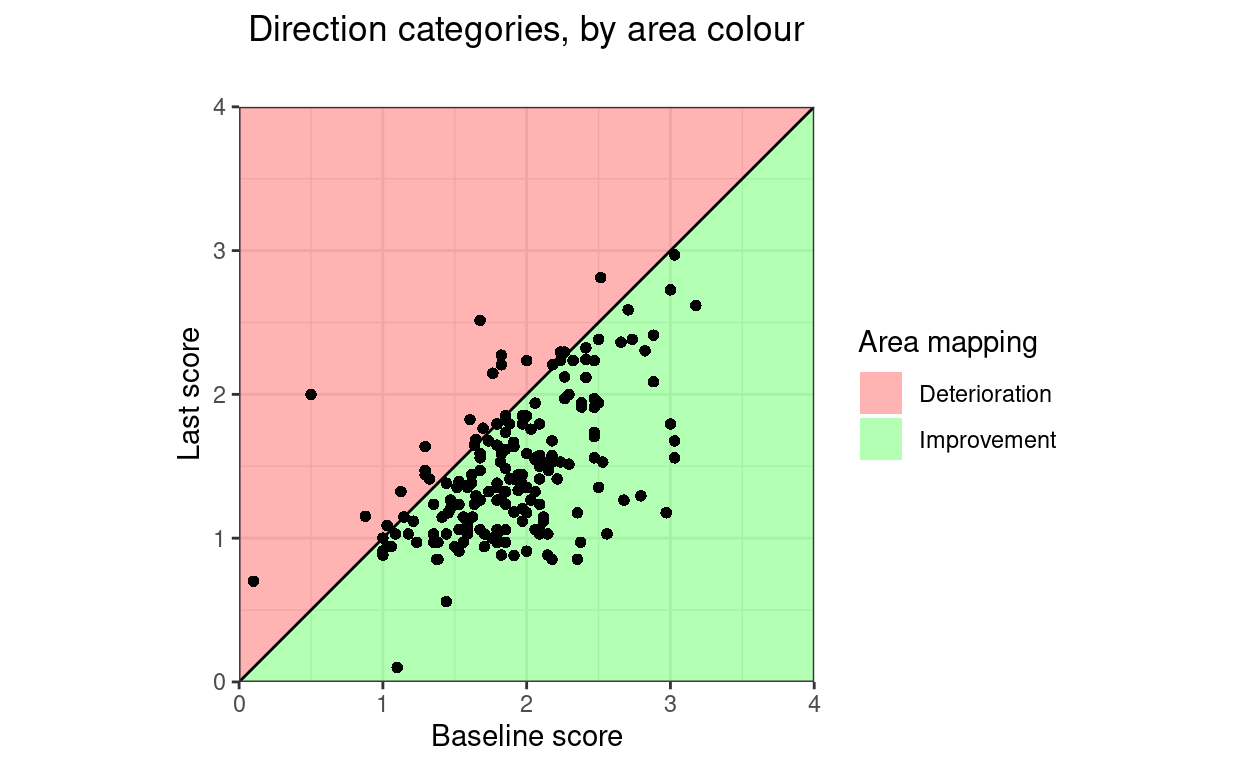 Direction categories, by area colour
4
3
2
1
0
0 1 2 3 4
Last score
Baseline score
Area mapping
Deterioration
Improvement